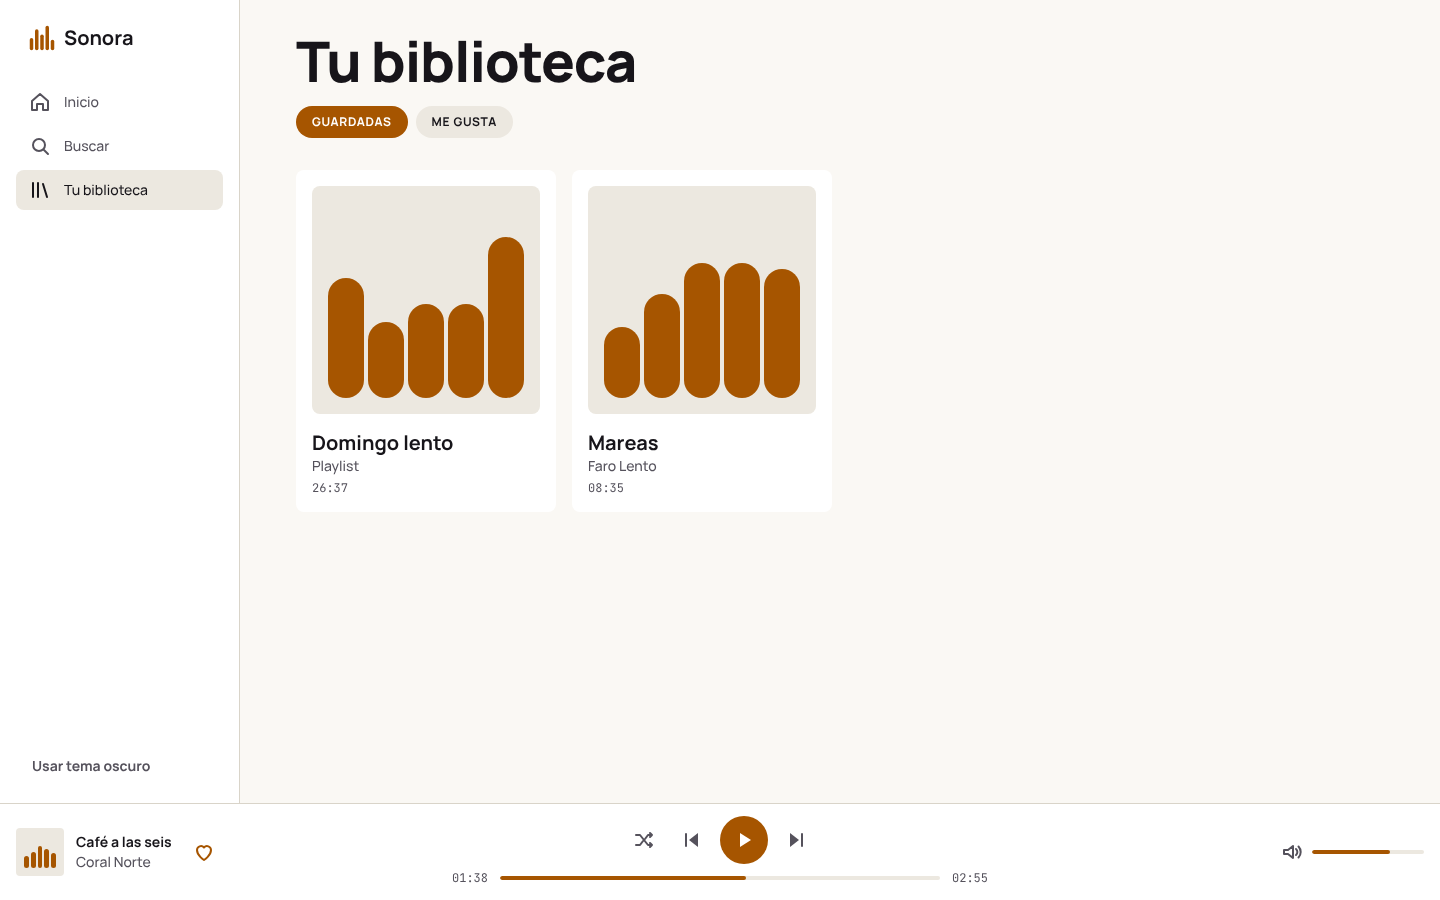 Sonora
Inicio
Buscar
Tu biblioteca
Usar tema oscuro
Tu biblioteca
GUARDADAS
ME GUSTA
Domingo lento
Playlist
26:37
Mareas
Faro Lento
08:35
Café a las seis
Coral Norte
01:38
02:55